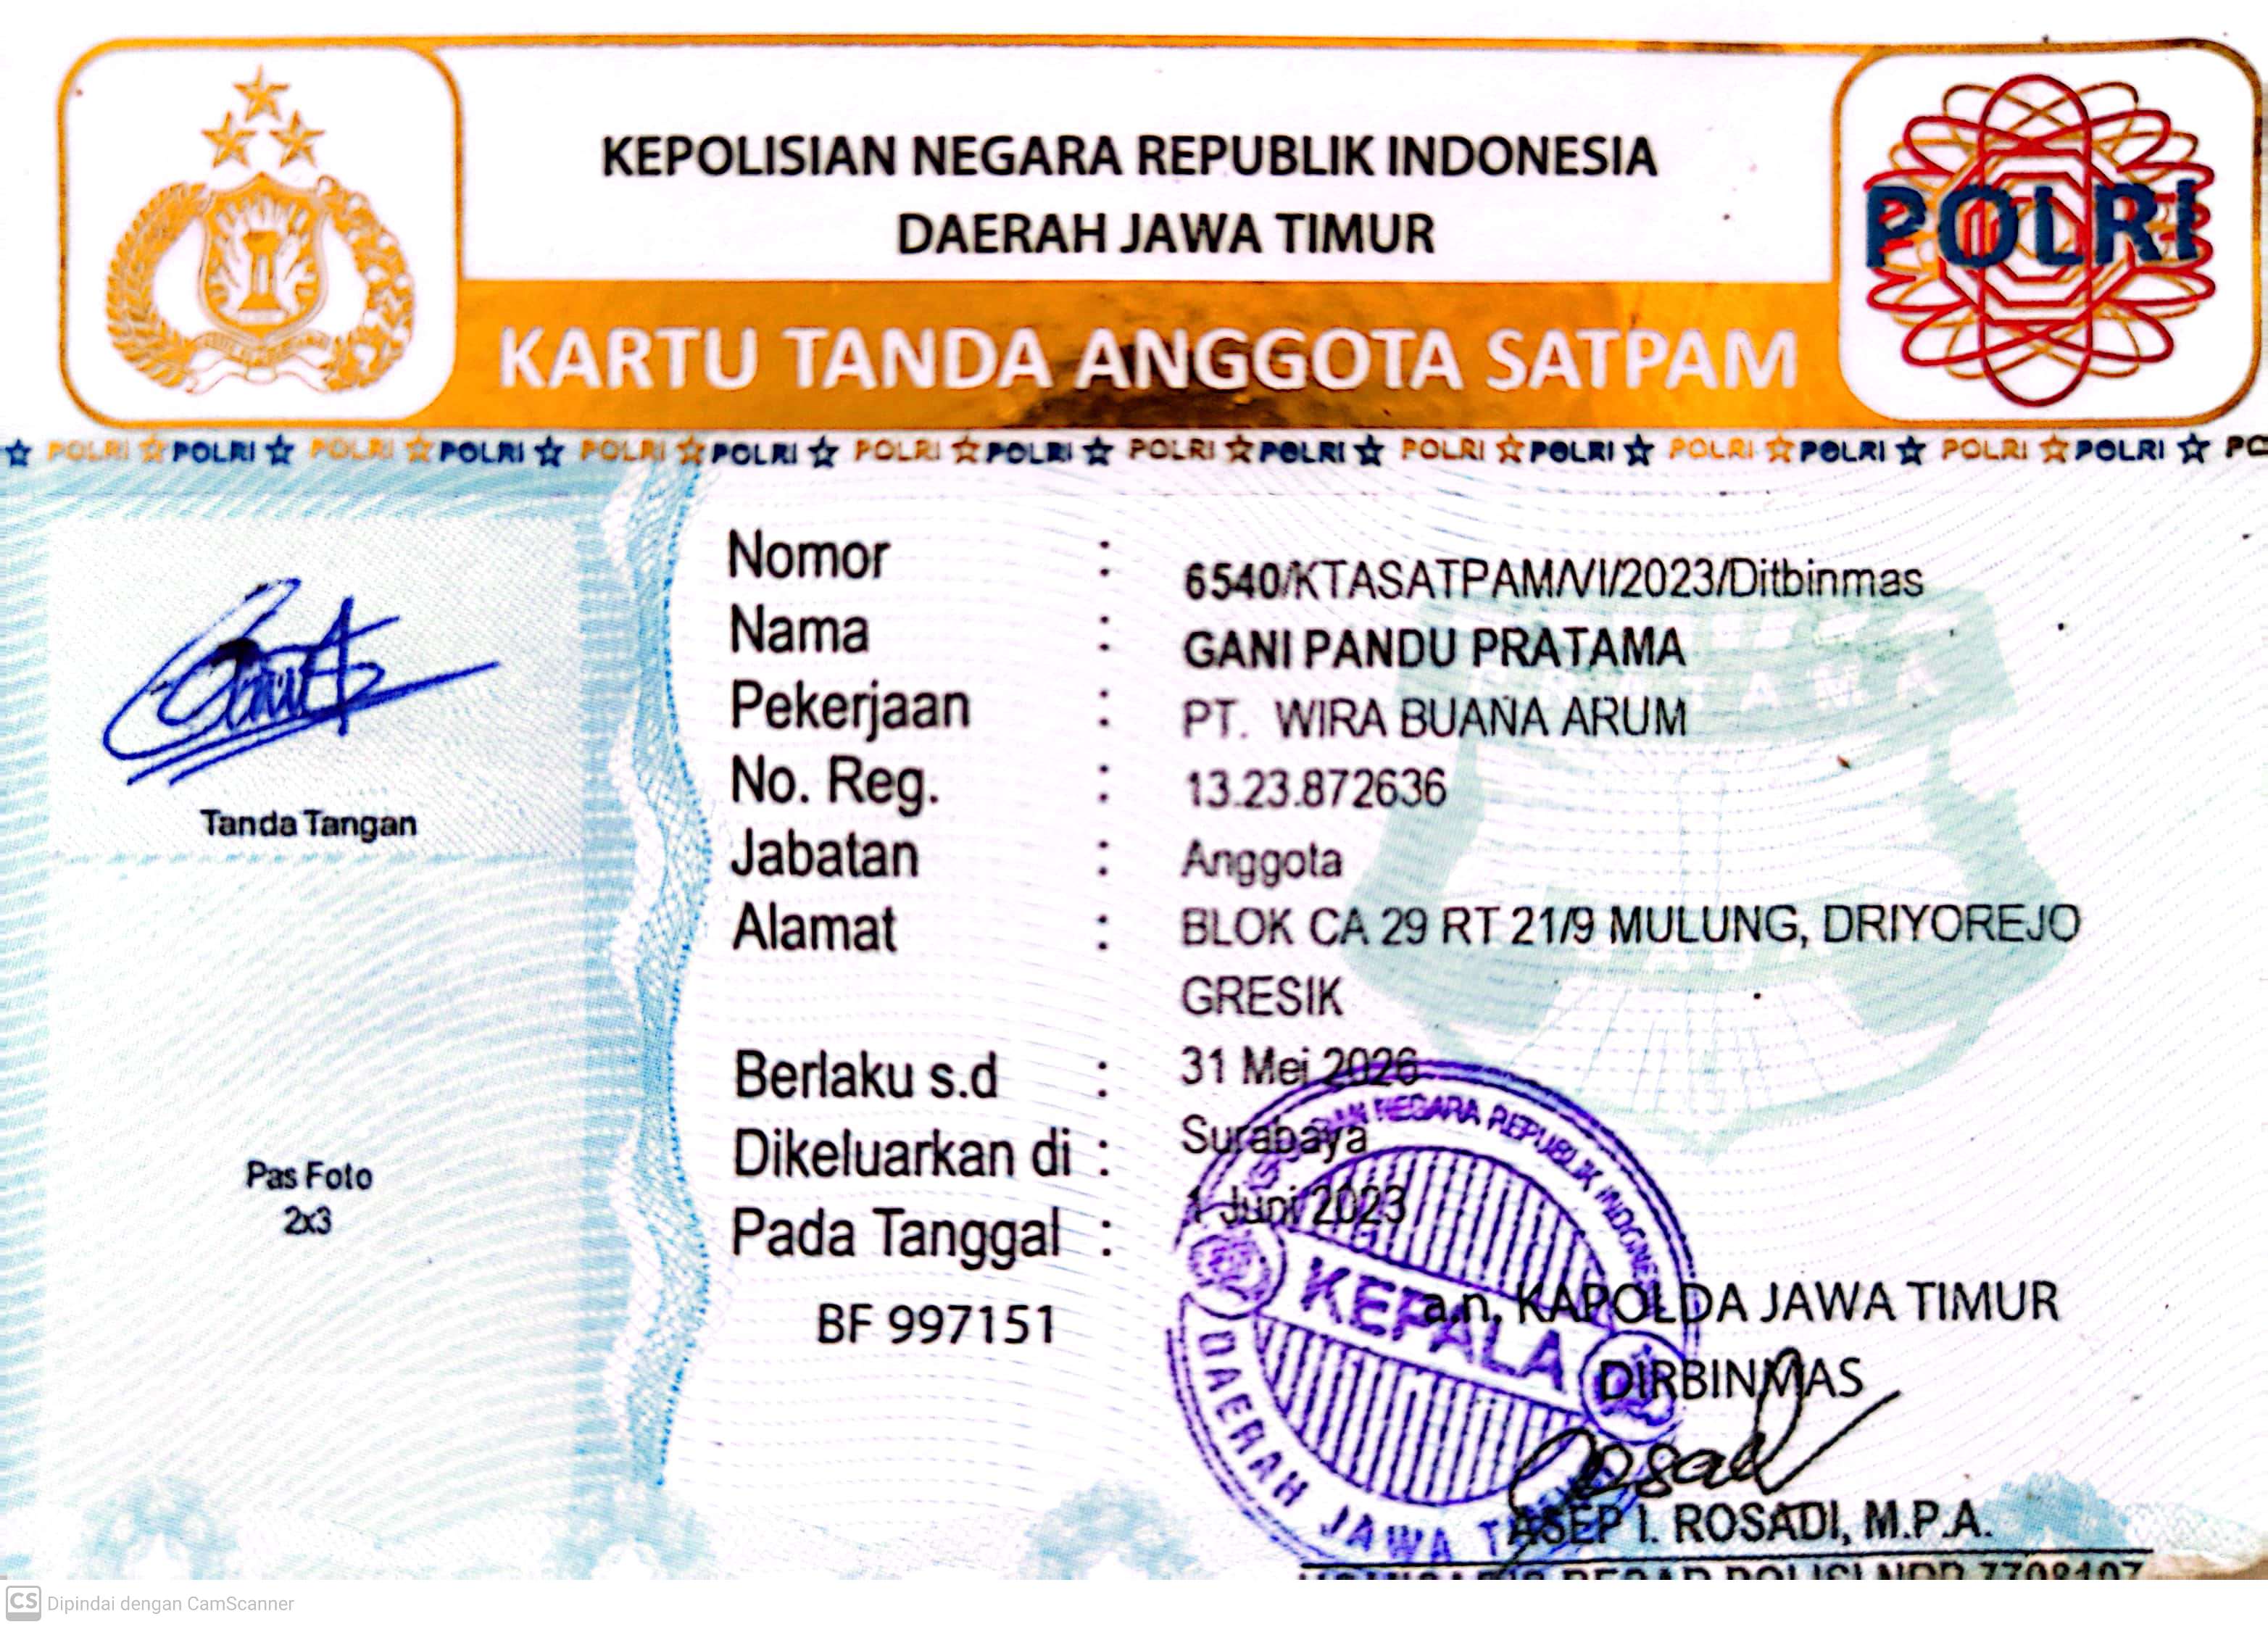 KEPOLISIAN NEGARA REPUBLIK INDONESIA
DAERAH JAWA TIMUR
POLRI
KARTU TANDA ANGGOTA SATPAM
POLRI POLRI POLRI POLRI POLRI POLRI POLRI POLRI POLRI POLRI POLRI POLRI POLRI POLRI POLRI POLRI
Nomor : 6540/KTASATPAM/VI/2023/Ditbinmas
Nama : GANI PANDU PRATAMA
Pekerjaan : PT. WIRA BUANA ARUM
No. Reg. : 13.23.872636
Tanda Tangan
Jabatan : Anggota
Alamat : BLOK CA 29 RT 21/9 MULUNG, DRIYOREJO
GRESIK
Berlaku s.d : 31 Mei 2026
Dikeluarkan di : Surabaya
Pas Foto
2x3
Pada Tanggal : 1 Juni 2023
BF 997151
NEGARA REPUBLIK INDONESIA
KEPALA
DAERAH JAWA
a.n. KAPOLDA JAWA TIMUR
DIRBINMAS
ASEP I. ROSADI, M.P.A.
CS Dipindai dengan CamScanner